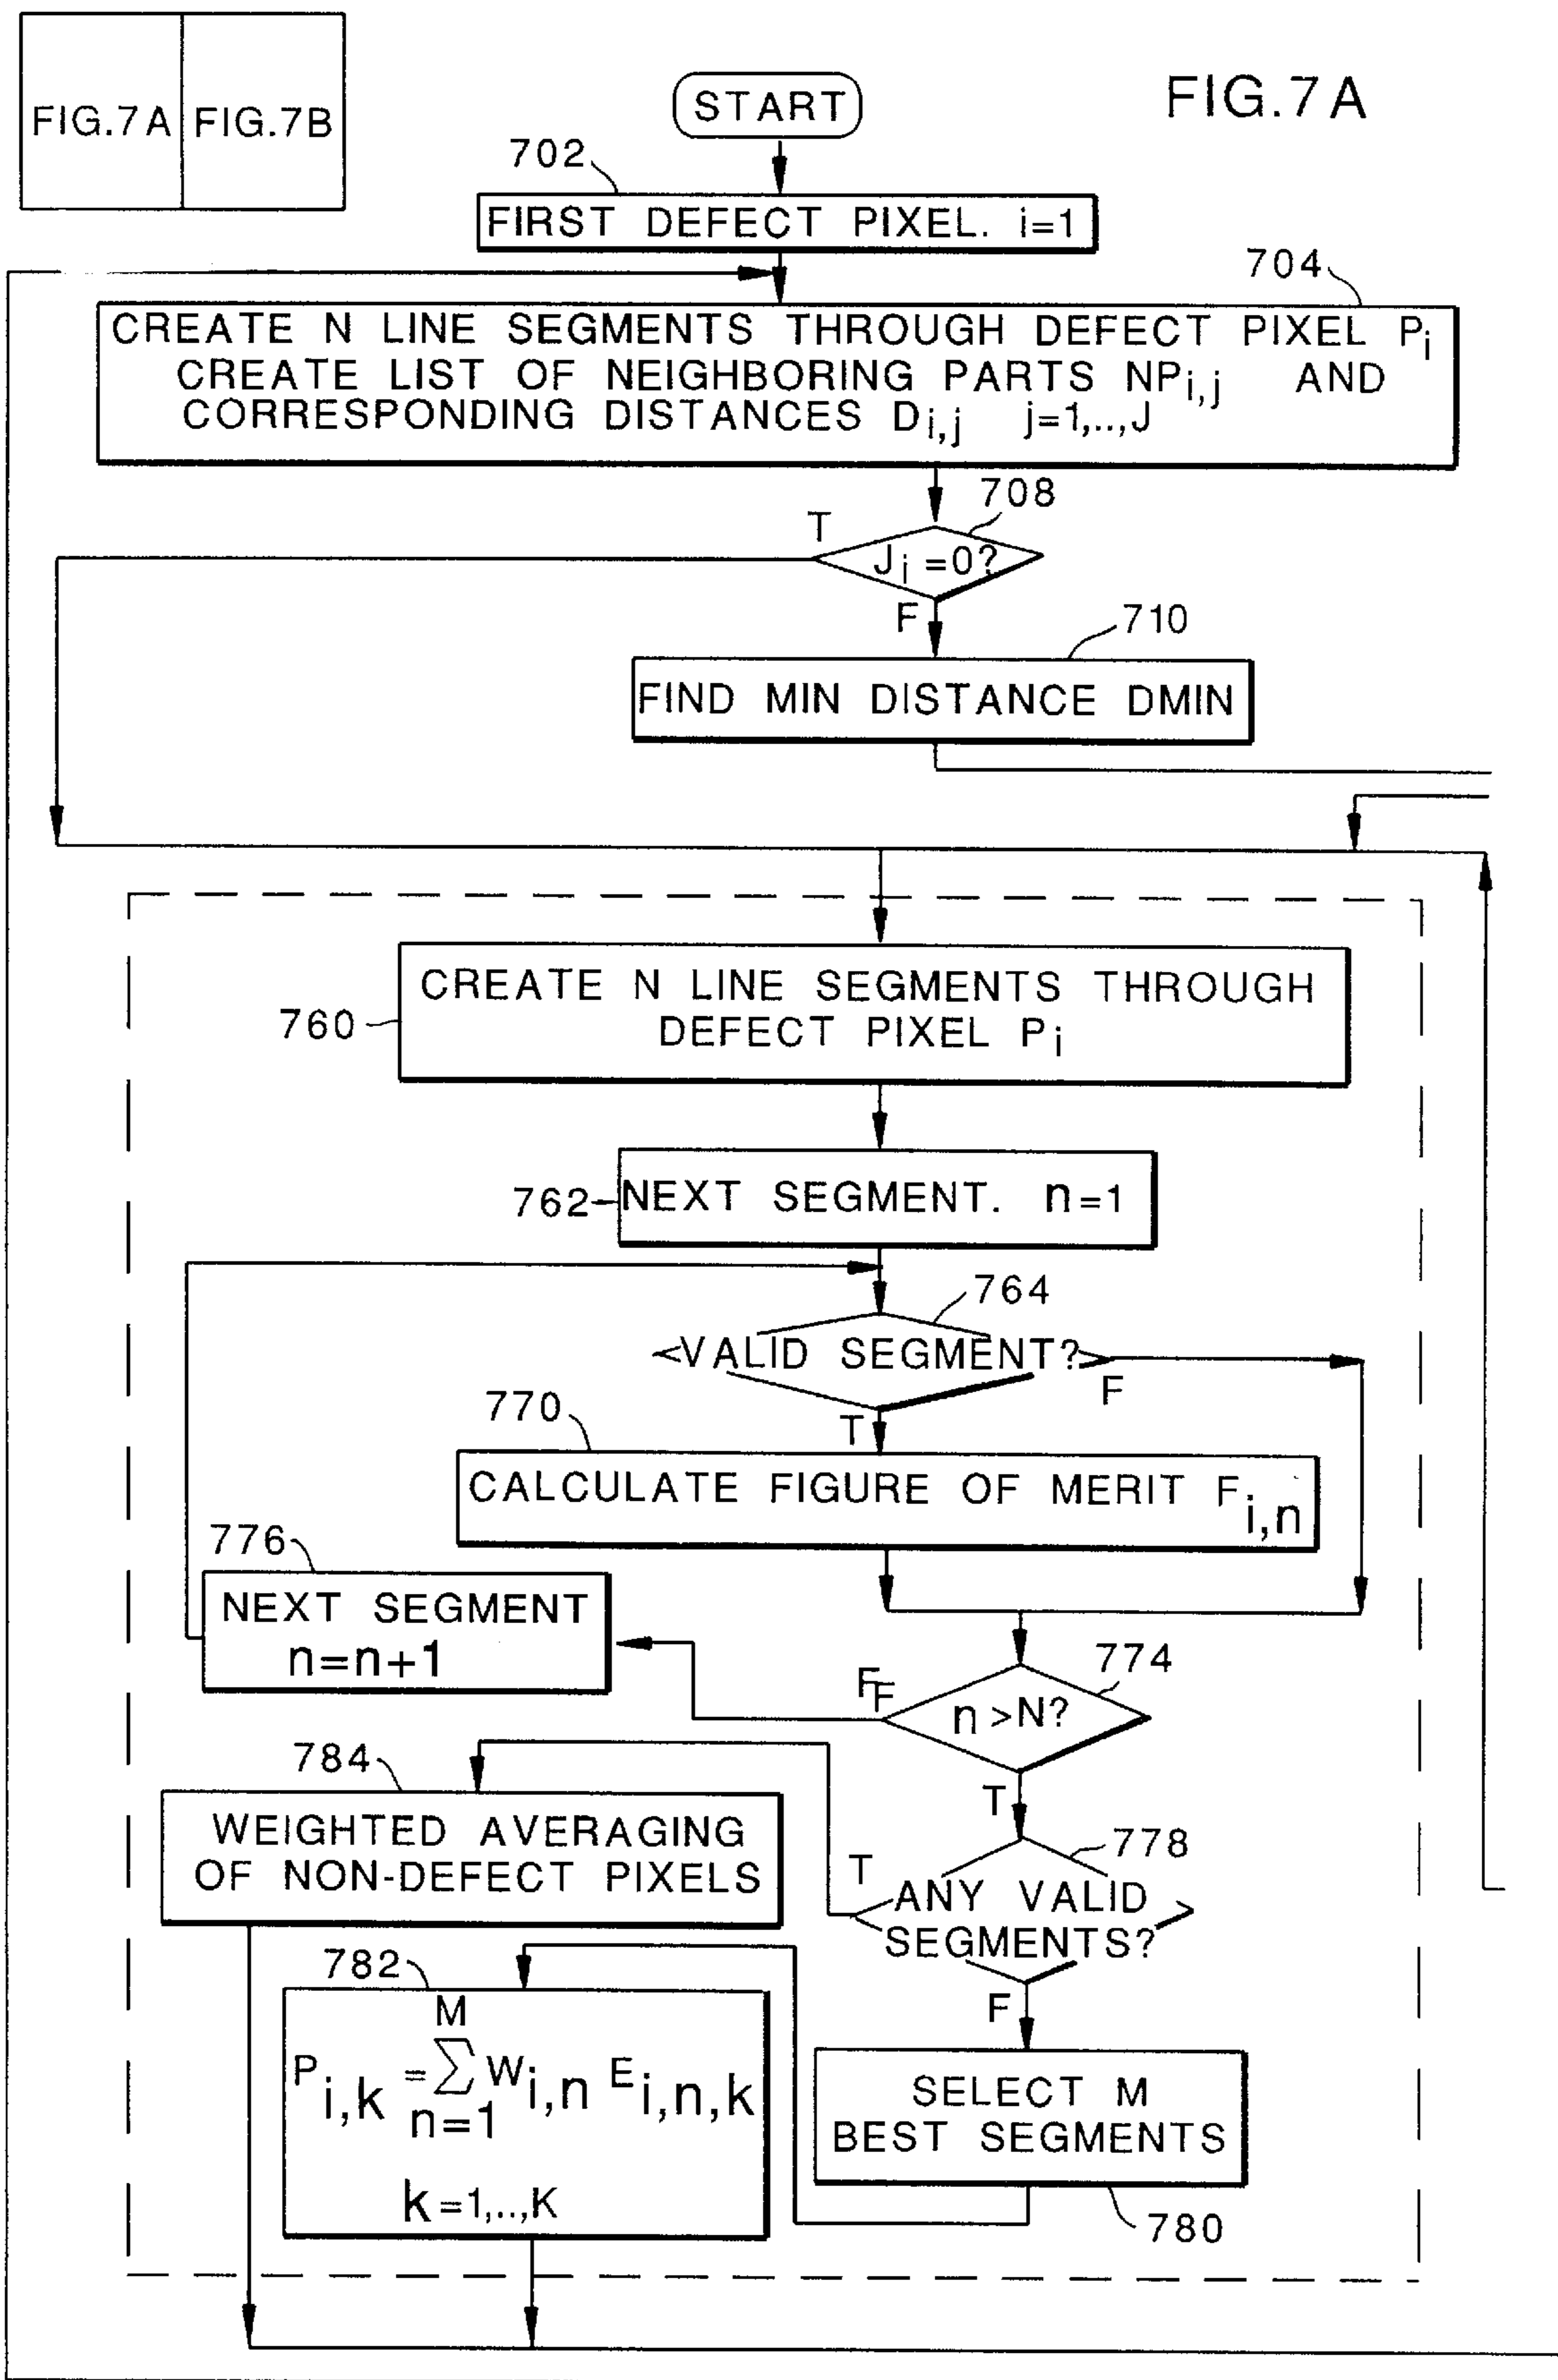 FIG.7A
FIG.7B
START
FIG.7A
702
FIRST DEFECT PIXEL. i=1
704
CREATE N LINE SEGMENTS THROUGH DEFECT PIXEL Pi
CREATE LIST OF NEIGHBORING PARTS NPi,j AND
CORRESPONDING DISTANCES Di,j j=1,..,J
708
T
Ji =0?
F
710
FIND MIN DISTANCE DMIN
CREATE N LINE SEGMENTS THROUGH
DEFECT PIXEL Pi
760
NEXT SEGMENT. n=1
762
764
<VALID SEGMENT?>
F
T
770
CALCULATE FIGURE OF MERIT Fi,n
776
NEXT SEGMENT
n=n+1
774
FF
n >N?
T
784
WEIGHTED AVERAGING
OF NON-DEFECT PIXELS
778
T
ANY VALID
SEGMENTS?
F
782
M
Pi,k = ∑ Wi,n Ei,n,k
n=1
k=1,..,K
SELECT M
BEST SEGMENTS
780